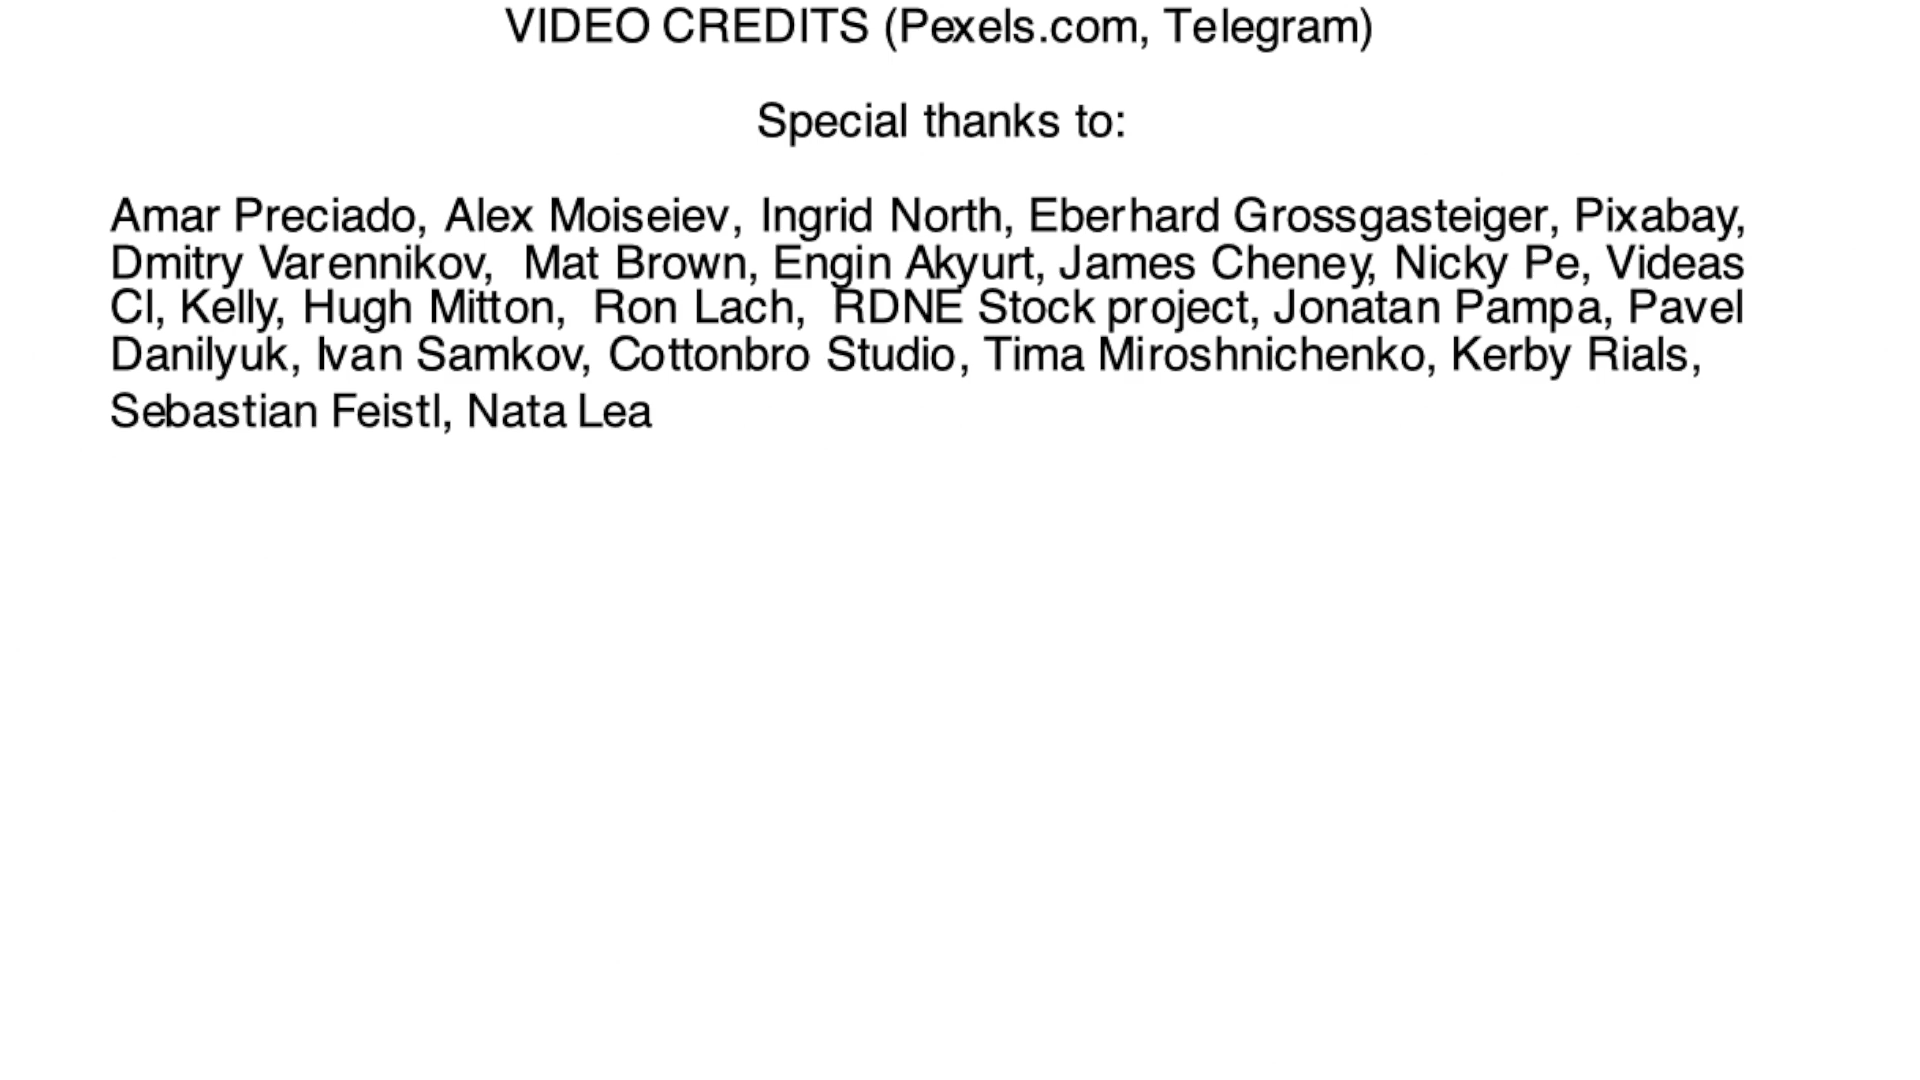 VIDEO CREDITS (Pexels.com, Telegram)
Special thanks to:
Amar Preciado, Alex Moiseiev, Ingrid North, Eberhard Grossgasteiger, Pixabay,
Dmitry Varennikov, Mat Brown, Engin Akyurt, James Cheney, Nicky Pe, Videas
Cl, Kelly, Hugh Mitton, Ron Lach, RDNE Stock project, Jonatan Pampa, Pavel
Danilyuk, Ivan Samkov, Cottonbro Studio, Tima Miroshnichenko, Kerby Rials,
Sebastian Feistl, Nata Lea